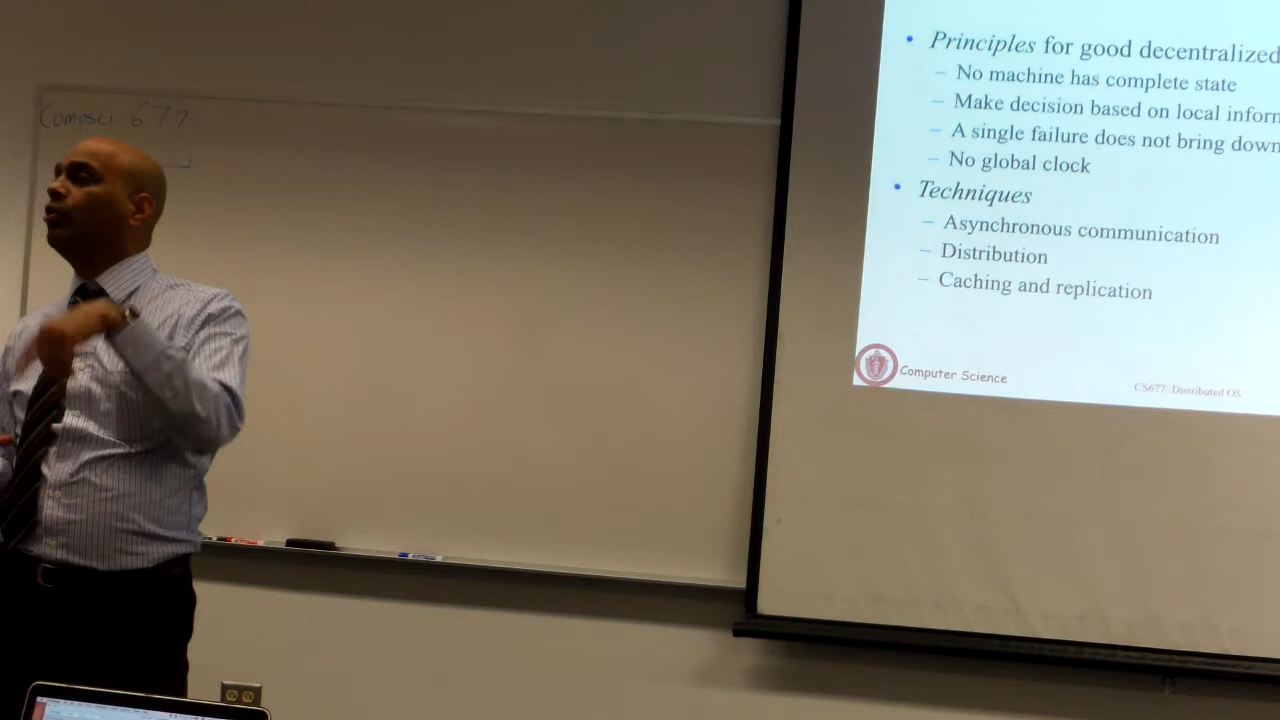 Compsci 677
• Principles for good decentralized
– No machine has complete state
– Make decision based on local inform
– A single failure does not bring down
– No global clock
• Techniques
– Asynchronous communication
– Distribution
– Caching and replication
Computer Science
CS677: Distributed OS